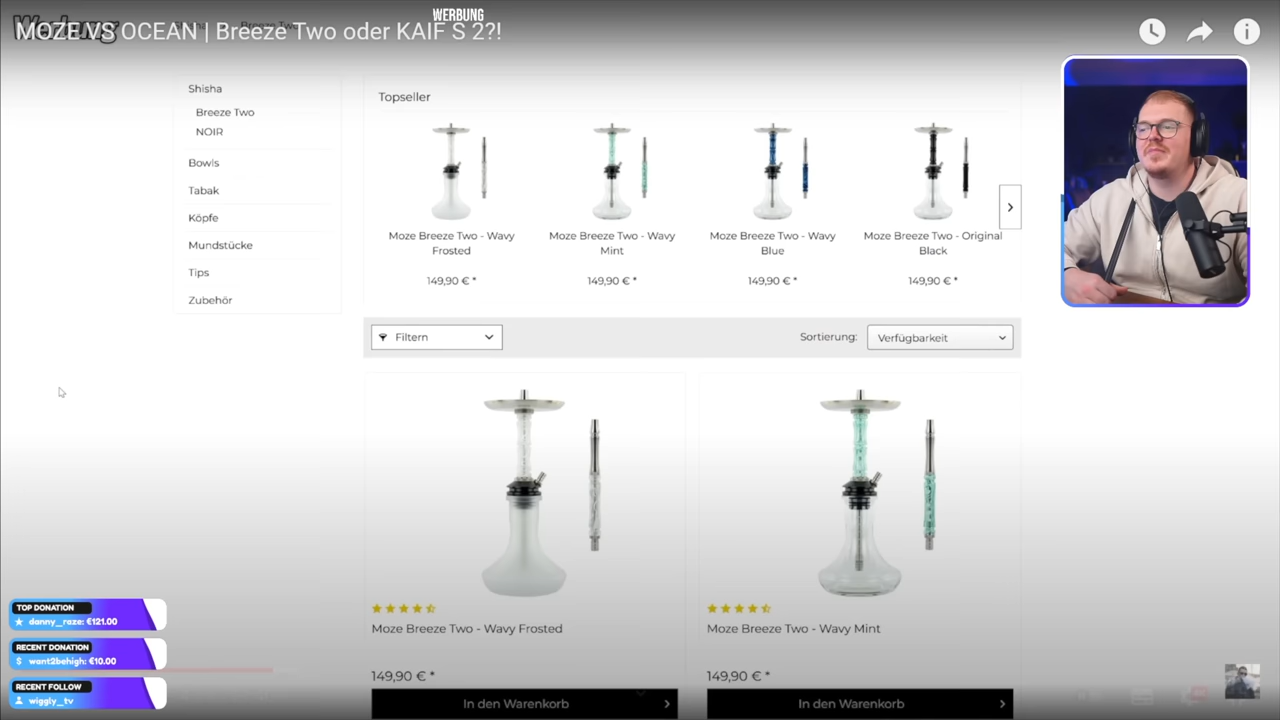 WERBUNG
MOZE VS OCEAN | Breeze Two oder KAIF S 2?!
Shisha
Breeze Two
NOIR
Bowls
Tabak
Köpfe
Mundstücke
Tips
Zubehör
Topseller
Moze Breeze Two - Wavy
Frosted
149,90 € *
Moze Breeze Two - Wavy
Mint
149,90 € *
Moze Breeze Two - Wavy
Blue
149,90 € *
Moze Breeze Two - Original
Black
149,90 € *
Filtern
Sortierung:
Verfügbarkeit
Moze Breeze Two - Wavy Frosted
149,90 € *
In den Warenkorb
Moze Breeze Two - Wavy Mint
149,90 € *
In den Warenkorb
TOP DONATION
danny_raze: €121.00
RECENT DONATION
$ want2behigh: €10.00
RECENT FOLLOW
wiggly_tv